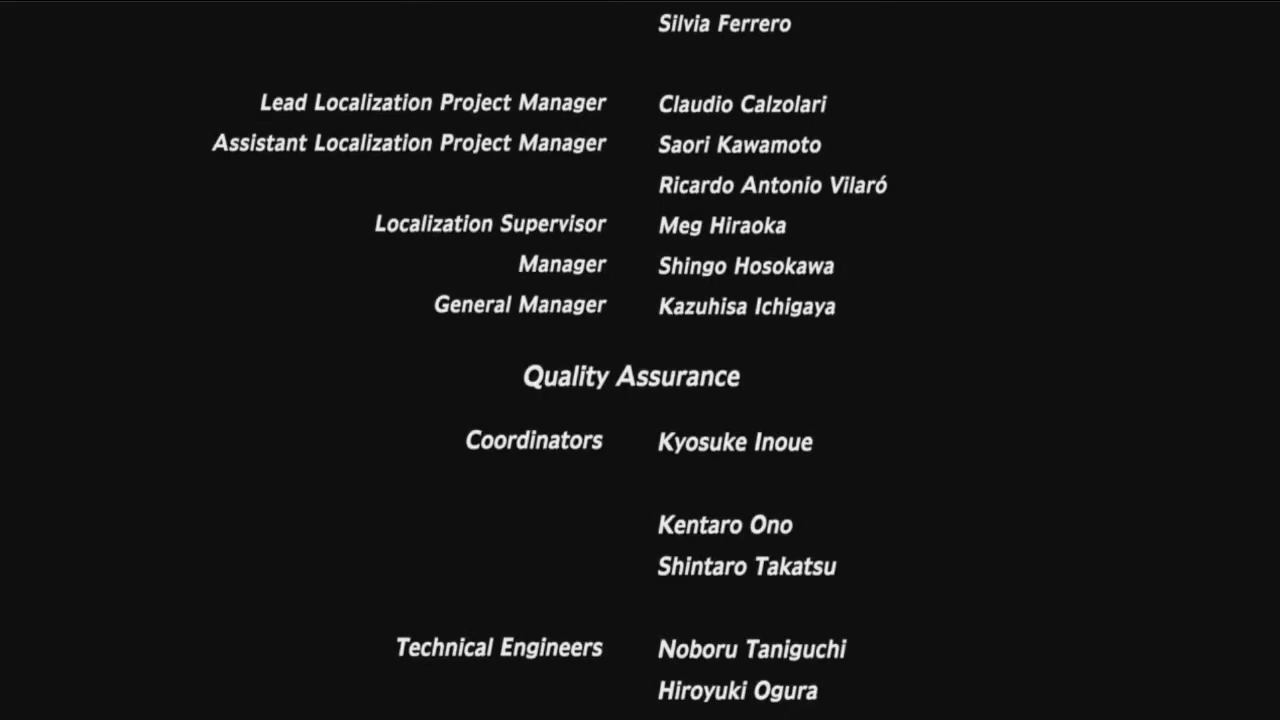 Silvia Ferrero
Lead Localization Project Manager Claudio Calzolari
Assistant Localization Project Manager Saori Kawamoto
Ricardo Antonio Vilaró
Localization Supervisor Meg Hiraoka
Manager Shingo Hosokawa
General Manager Kazuhisa Ichigaya
Quality Assurance
Coordinators Kyosuke Inoue
Kentaro Ono
Shintaro Takatsu
Technical Engineers Noboru Taniguchi
Hiroyuki Ogura